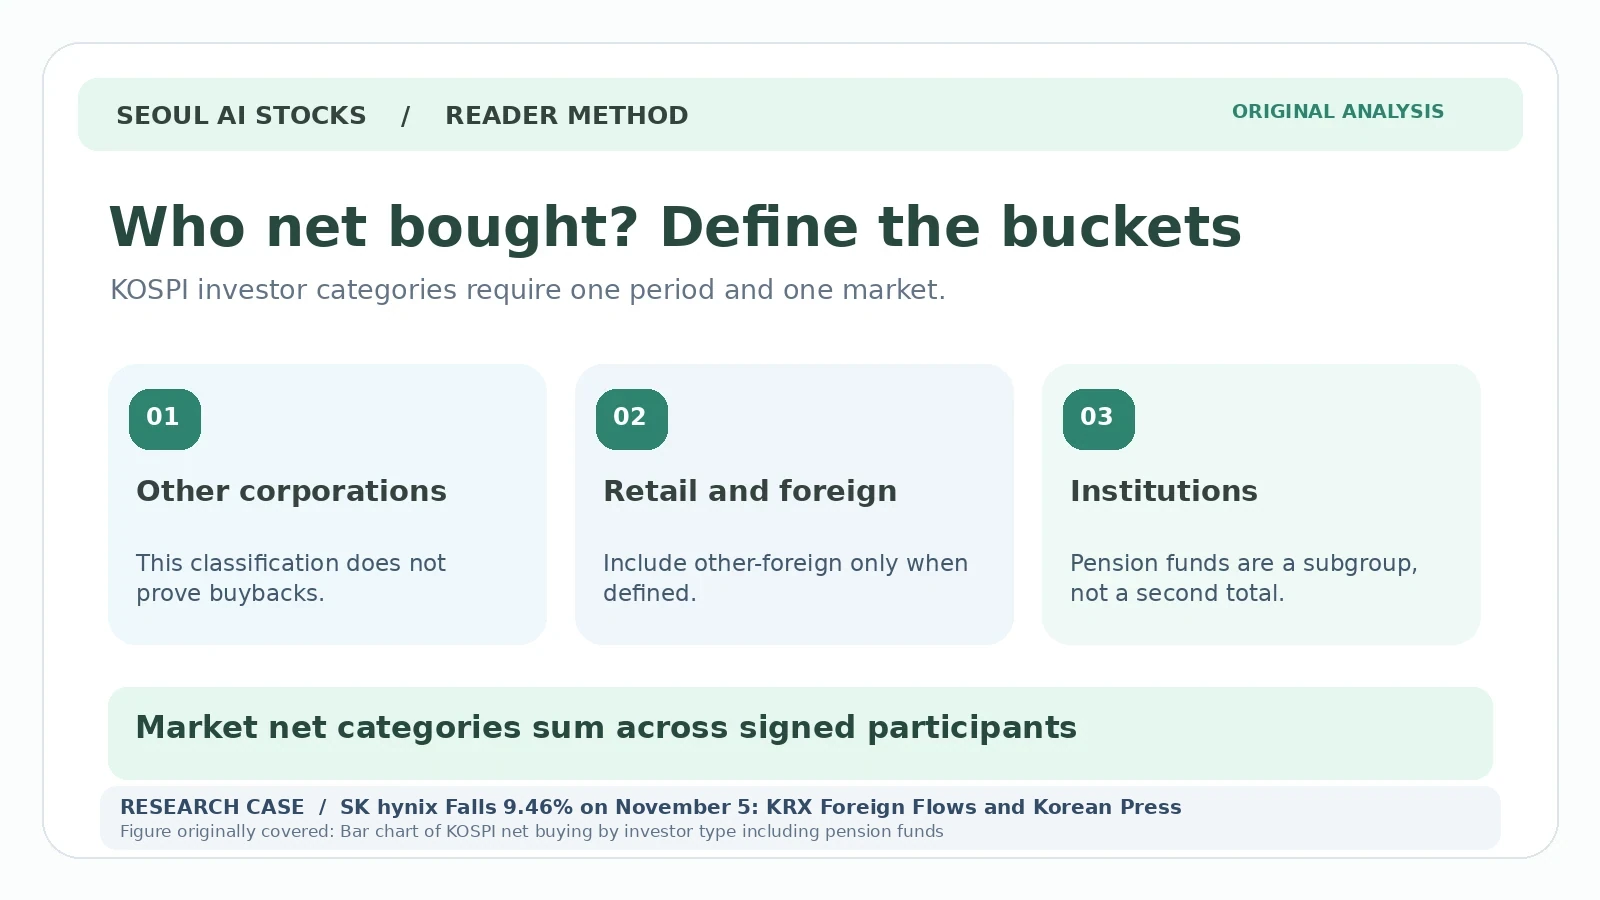 SEOUL AI STOCKS / READER METHOD
ORIGINAL ANALYSIS
Who net bought? Define the buckets
KOSPI investor categories require one period and one market.
01
Other corporations
This classification does not
prove buybacks.
02
Retail and foreign
Include other-foreign only when
defined.
03
Institutions
Pension funds are a subgroup,
not a second total.
Market net categories sum across signed participants
RESEARCH CASE / SK hynix Falls 9.46% on November 5: KRX Foreign Flows and Korean Press
Figure originally covered: Bar chart of KOSPI net buying by investor type including pension funds